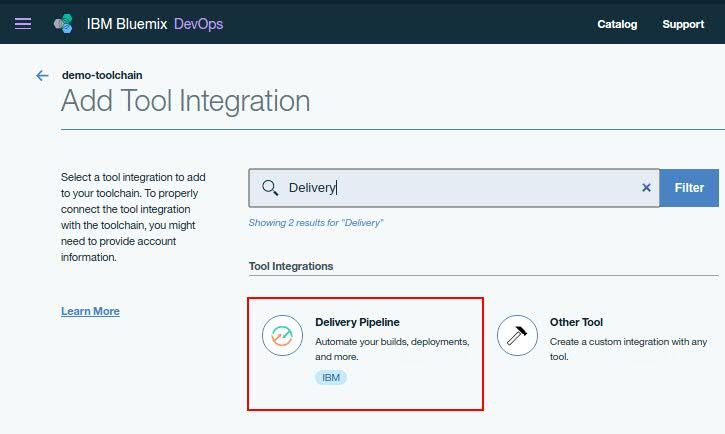 IBM Bluemix DevOps
Catalog
Support
demo-toolchain
Add Tool Integration
Select a tool integration to add
to your toolchain. To properly
connect the tool integration
with the toolchain, you might
need to provide account
information.
Learn More
Delivery
Filter
Showing 2 results for "Delivery"
Tool Integrations
Delivery Pipeline
Automate your builds, deployments,
and more.
IBM
Other Tool
Create a custom integration with any
tool.